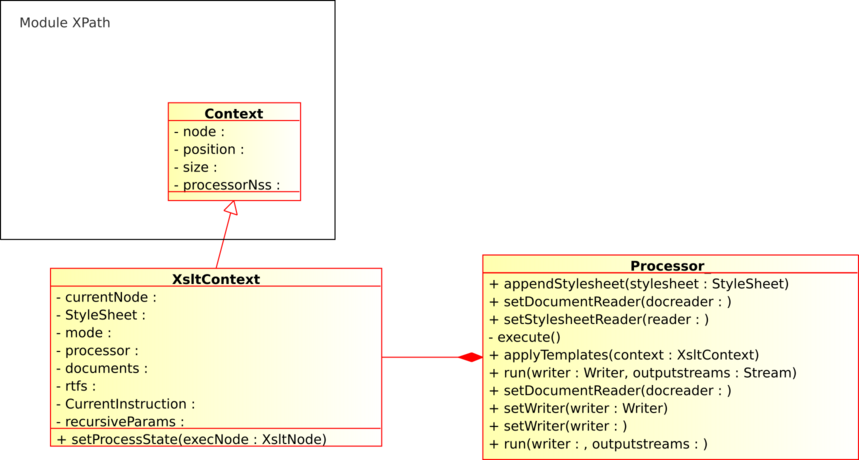 Module XPath
Context
- node :
- position :
- size :
- processorNss :
XsltContext
- currentNode :
- StyleSheet :
- mode :
- processor :
- documents :
- rtfs :
- CurrentInstruction :
- recursiveParams :
+ setProcessState(execNode : XsltNode)
Processor
+ appendStylesheet(stylesheet : StyleSheet)
+ setDocumentReader(docreader : )
+ setStylesheetReader(reader : )
- execute()
+ applyTemplates(context : XsltContext)
+ run(writer : Writer, outputstreams : Stream)
+ setDocumentReader(docreader : )
+ setWriter(writer : Writer)
+ setWriter(writer : )
+ run(writer : , outputstreams : )